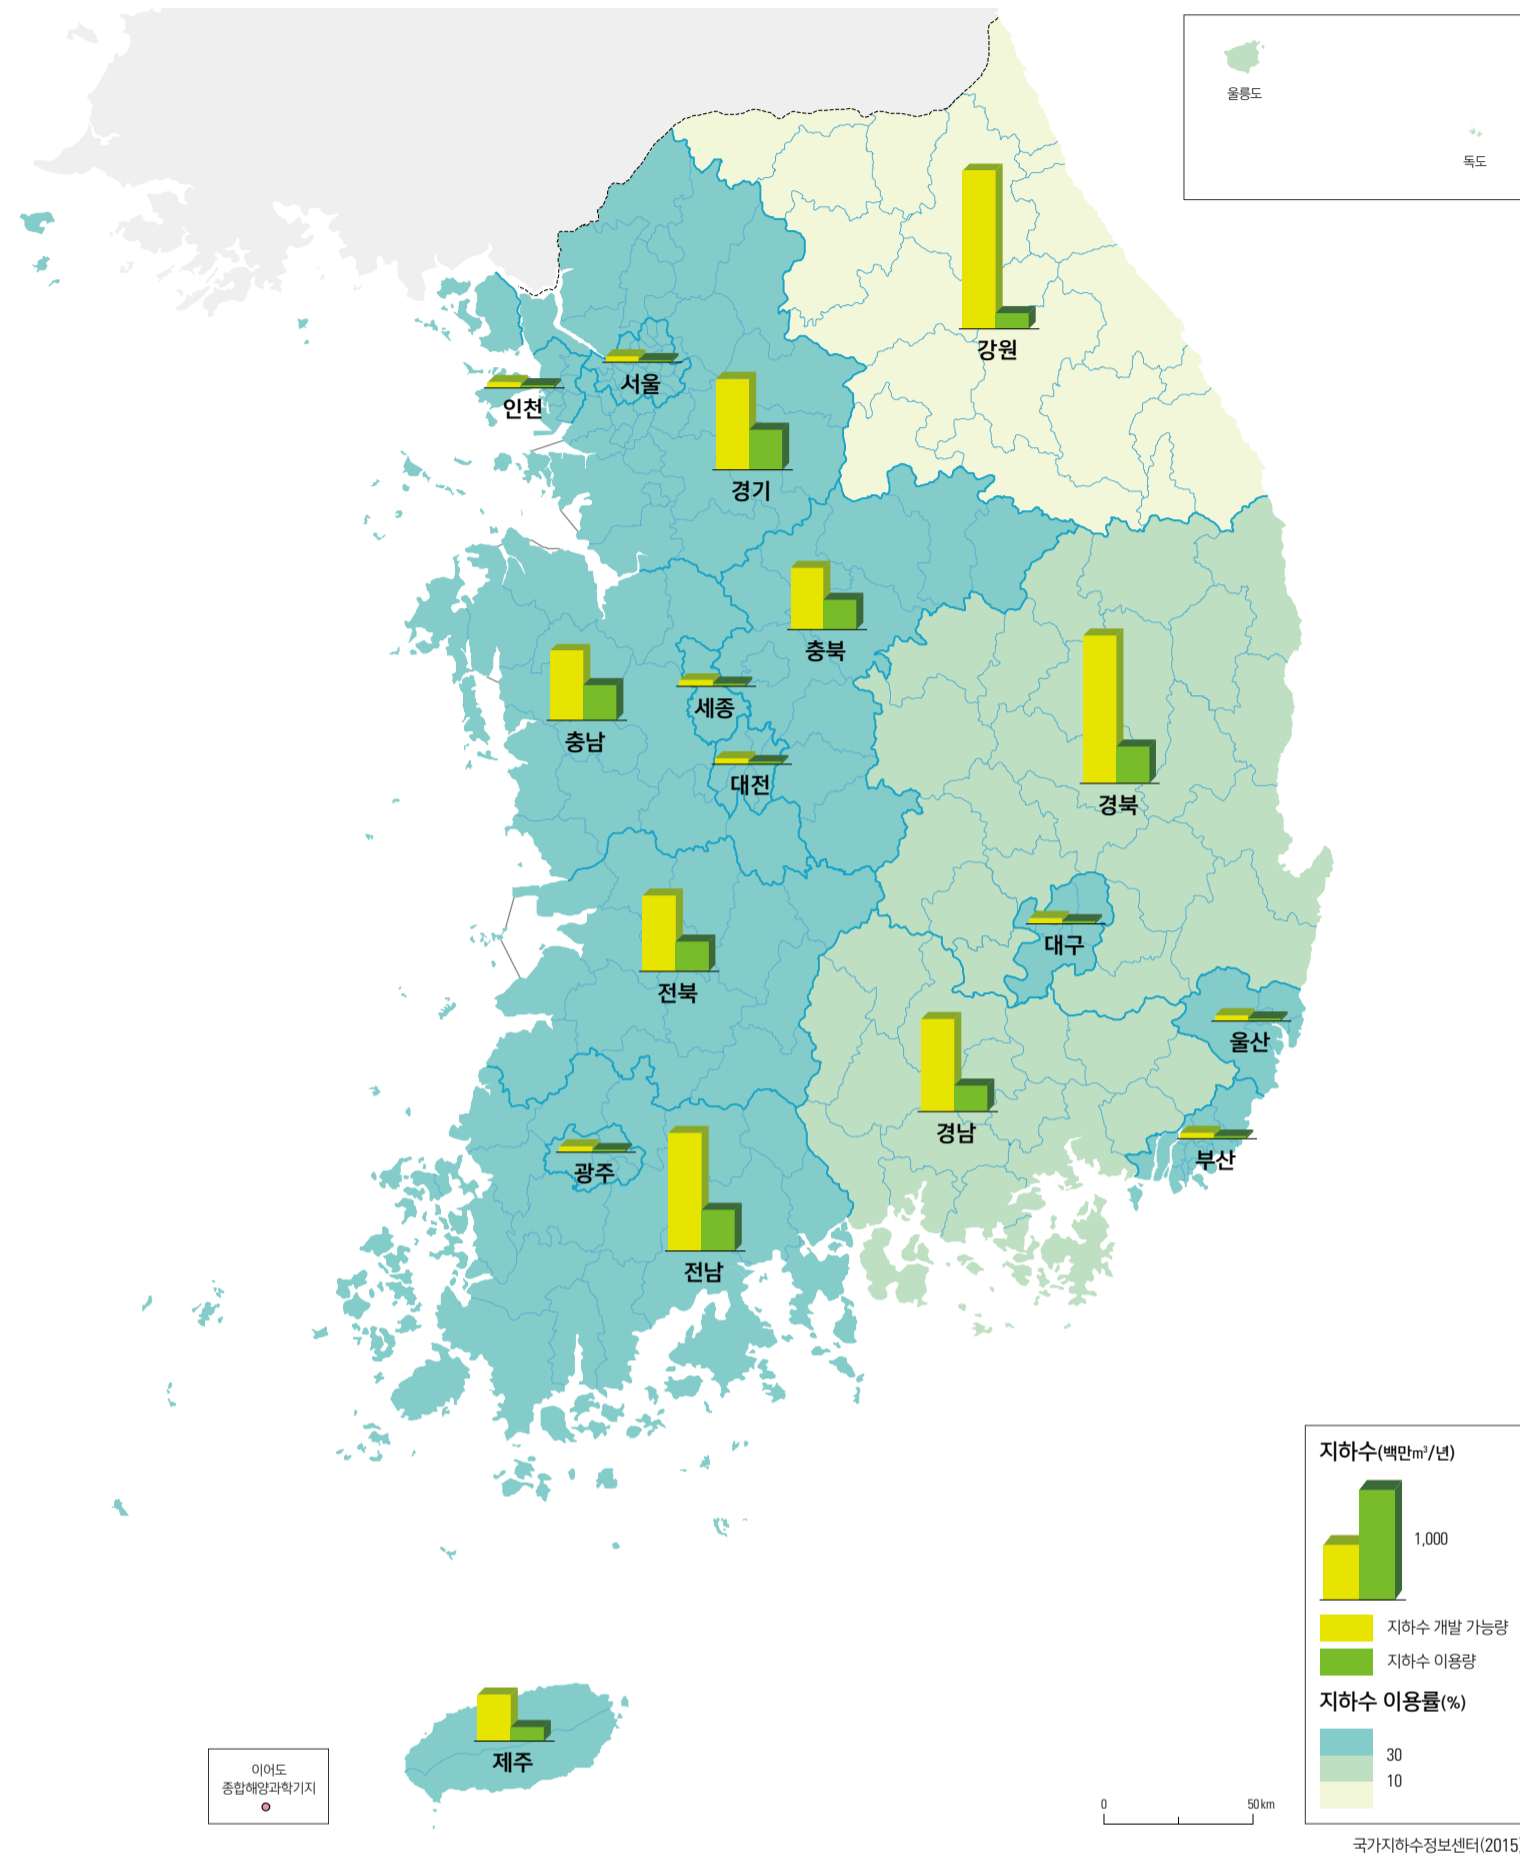 울릉도
독도
강원
서울
인천
경기
충북
세종
충남
대전
경북
대구
전북
울산
경남
부산
광주
전남
제주
이어도
종합해양과학기지
0 50km
지하수(백만m³/년)
1,000
지하수 개발 가능량
지하수 이용량
지하수 이용률(%)
30
10
국가지하수정보센터(2015)